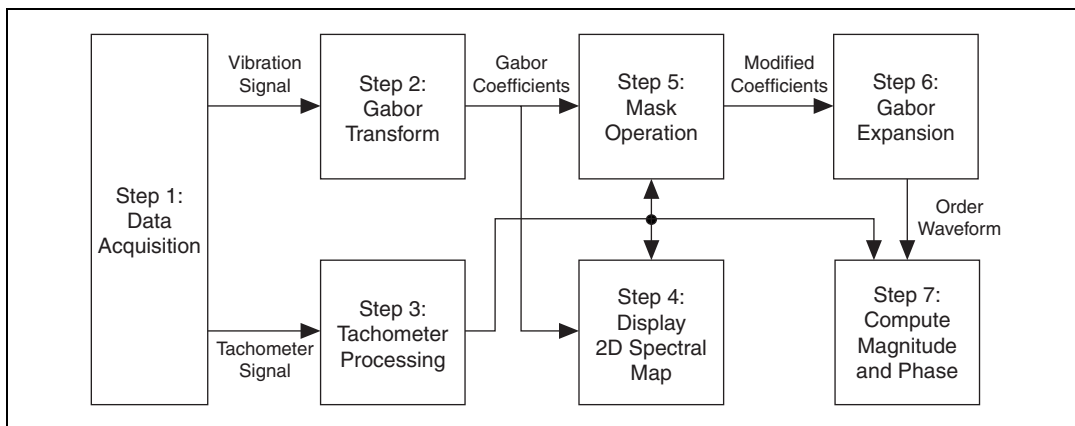 Step 1:
Data
Acquisition
Vibration
Signal
Step 2:
Gabor
Transform
Gabor
Coefficients
Step 5:
Mask
Operation
Modified
Coefficients
Step 6:
Gabor
Expansion
Order
Waveform
Tachometer
Signal
Step 3:
Tachometer
Processing
Step 4:
Display
2D Spectral
Map
Step 7:
Compute
Magnitude
and Phase